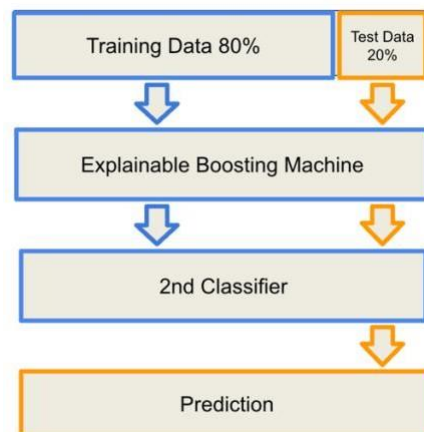 Training Data 80%
Test Data
20%
Explainable Boosting Machine
2nd Classifier
Prediction